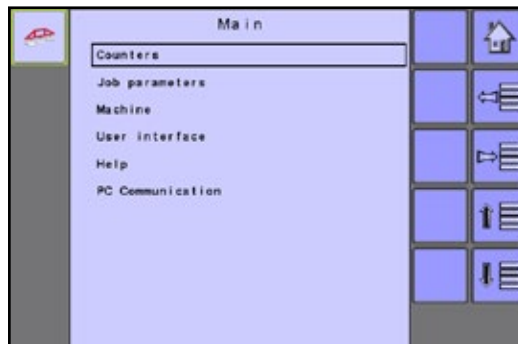 Main
Counters
Job parameters
Machine
User interface
Help
PC Communication